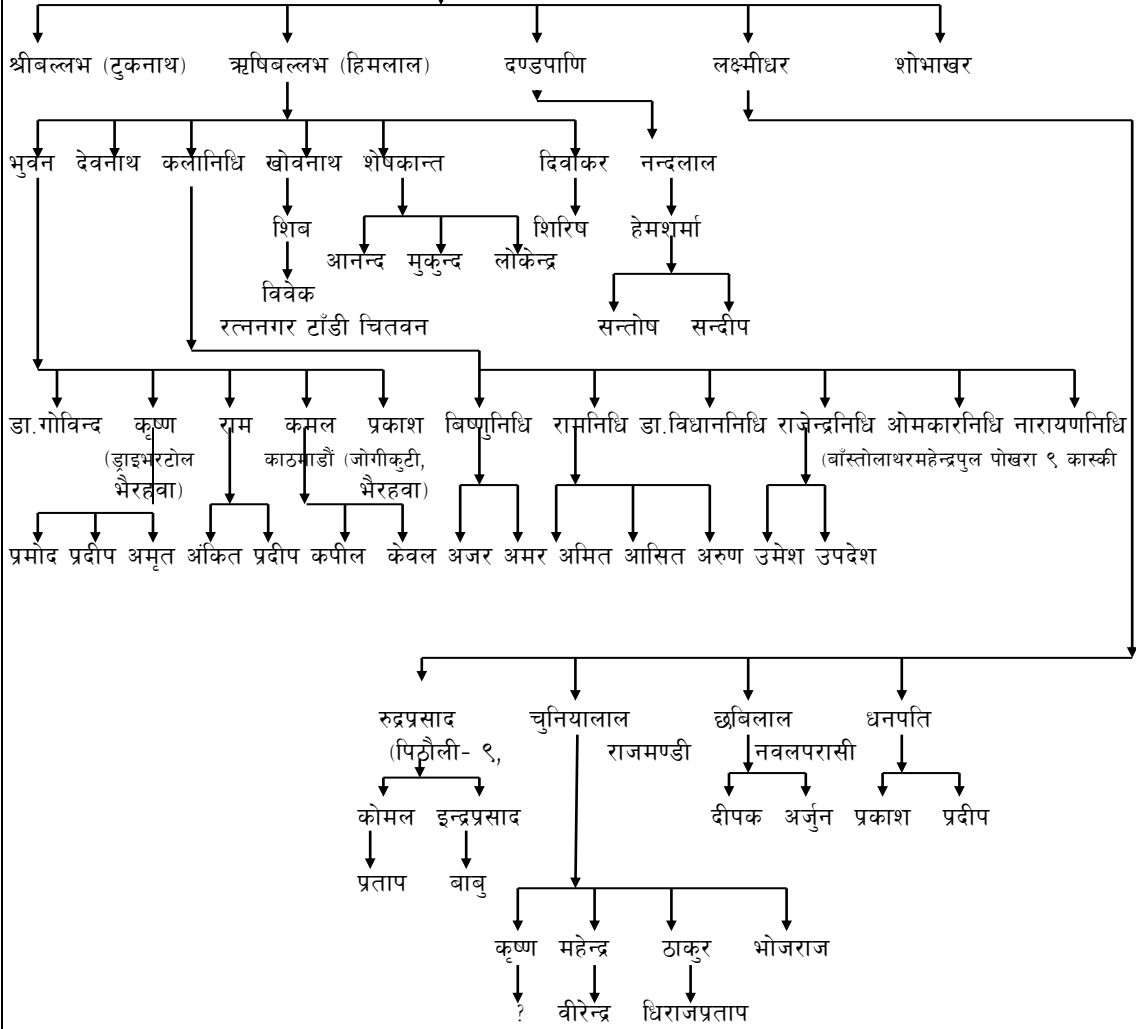 श्रीबल्लभ (टुकनाथ) ऋषिबल्लभ (हिमलाल) दण्डपाणि लक्ष्मीधर शोभाखर
भुवन देवनाथ कलानिधि खोवनाथ शेषकान्त दिवाकर नन्दलाल
शिब शिरिष हेमशर्मा
आनन्द मुकुन्द लोकेन्द्र
विवेक
रत्ननगर टाँडी चितवन सन्तोष सन्दीप
डा.गोविन्द कृष्ण राम कमल प्रकाश बिष्णुनिधि रामनिधि डा.विधाननिधि राजेन्द्रनिधि ओमकारनिधि नारायणनिधि
(ड्राइभरटोल काठमाडौं (जोगीकुटी, (बाँस्तोलाथरमहेन्द्रपुल पोखरा ९ कास्की
भैरहवा) भैरहवा)
प्रमोद प्रदीप अमृत अंकित प्रदीप कपील केवल अजर अमर अमित आसित अरुण उमेश उपदेश
रुद्रप्रसाद चुनियालाल छबिलाल धनपति
(पिठौली- ९, राजमण्डी नवलपरासी
कोमल इन्द्रप्रसाद दीपक अर्जुन प्रकाश प्रदीप
प्रताप बाबु
कृष्ण महेन्द्र ठाकुर भोजराज
? वीरेन्द्र धिराजप्रताप